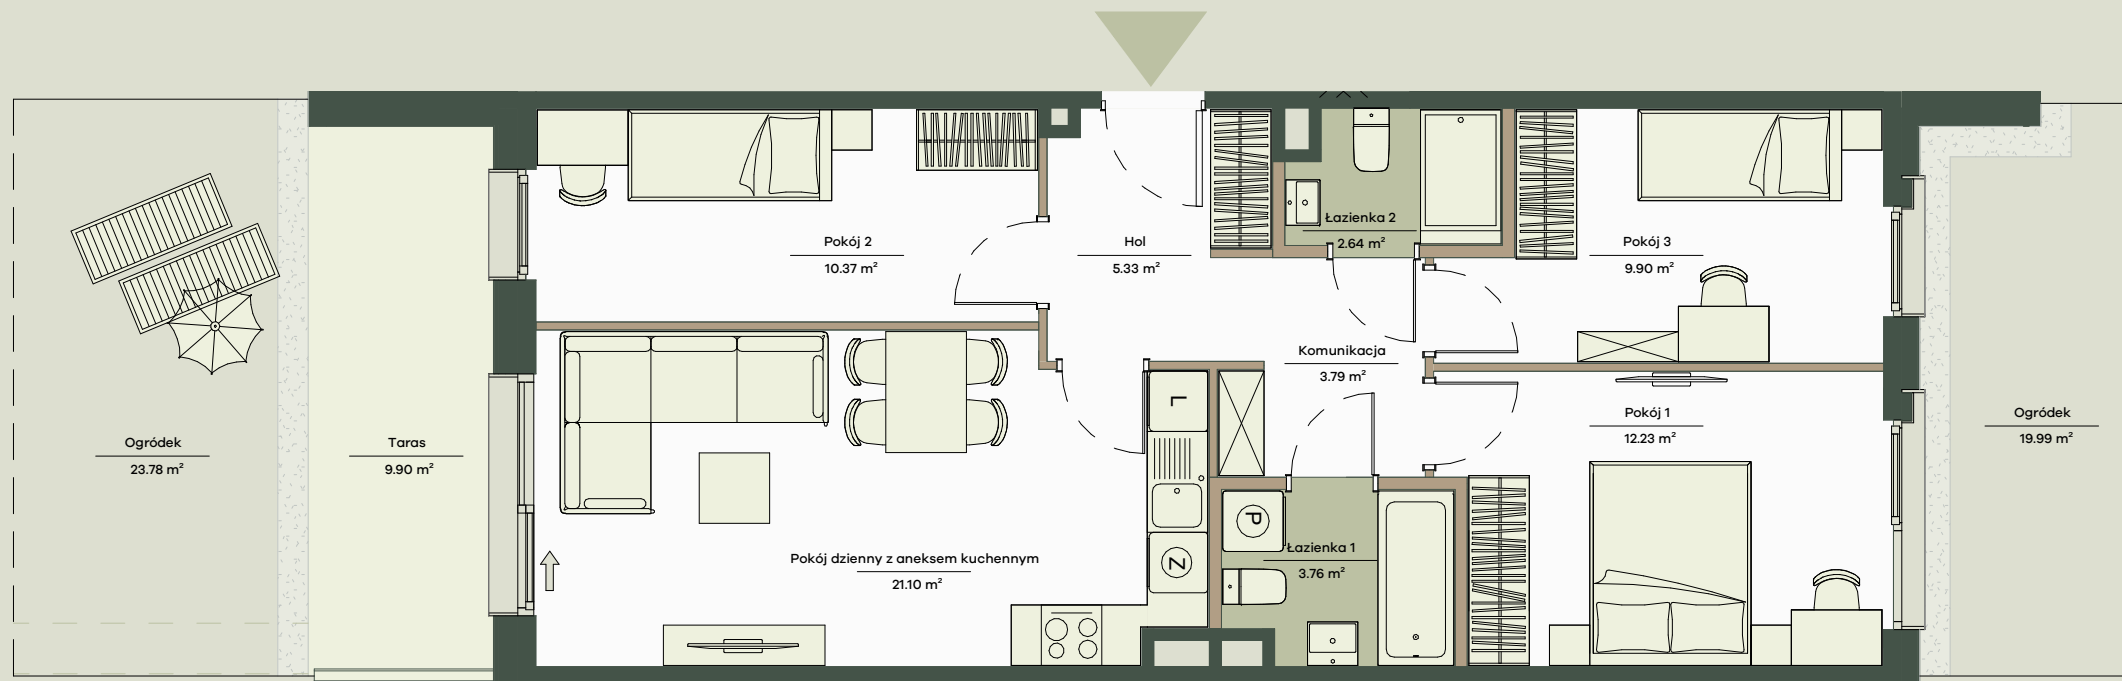 Pokój 2
10.37 m²
Hol
5.33 m²
Łazienka 2
2.64 m²
Pokój 3
9.90 m²
Komunikacja
3.79 m²
Ogródek
23.78 m²
Taras
9.90 m²
L
Pokój 1
12.23 m²
Ogródek
19.99 m²
Pokój dzienny z aneksem kuchennym
21.10 m²
Z
P
Łazienka 1
3.76 m²